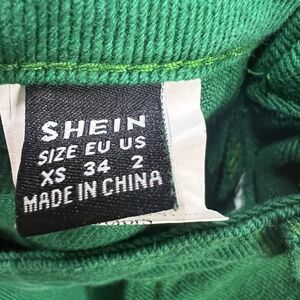 SHEIN
SIZE EU US
XS 34 2
MADE IN CHINA